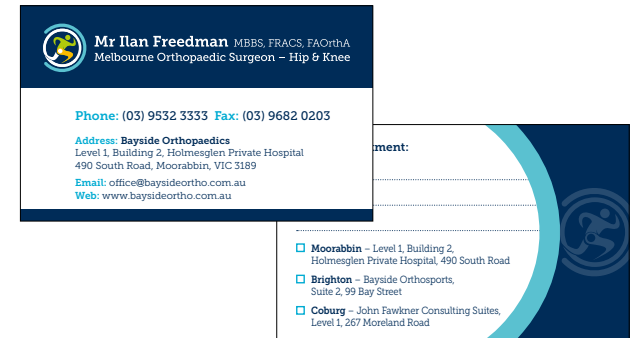 Mr Ilan Freedman MBBS, FRACS, FAOrthA
Melbourne Orthopaedic Surgeon – Hip & Knee
Phone: (03) 9532 3333 Fax: (03) 9682 0203
Address: Bayside Orthopaedics
Level 1, Building 2, Holmesglen Private Hospital
490 South Road, Moorabbin, VIC 3189
Email: office@baysideortho.com.au
Web: www.baysideortho.com.au
ment:
Moorabbin – Level 1, Building 2,
Holmesglen Private Hospital, 490 South Road
Brighton – Bayside Orthosports,
Suite 2, 99 Bay Street
Coburg – John Fawkner Consulting Suites,
Level 1, 267 Moreland Road